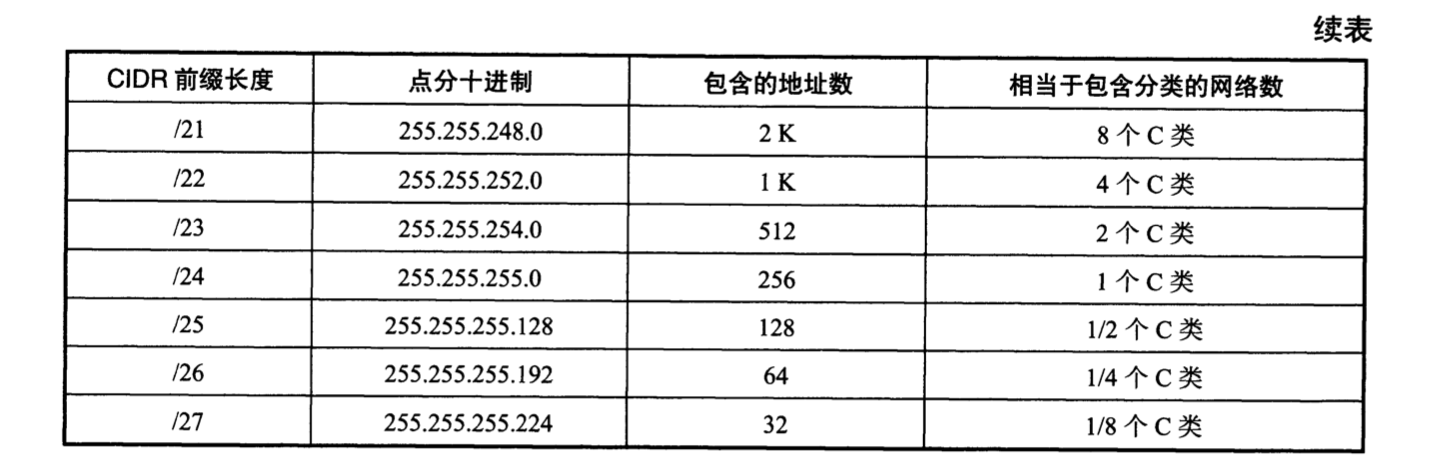 续表
CIDR 前缀长度 点分十进制 包含的地址数 相当于包含分类的网络数
/21 255.255.248.0 2 K 8 个 C 类
/22 255.255.252.0 1 K 4 个 C 类
/23 255.255.254.0 512 2 个 C 类
/24 255.255.255.0 256 1 个 C 类
/25 255.255.255.128 128 1/2 个 C 类
/26 255.255.255.192 64 1/4 个 C 类
/27 255.255.255.224 32 1/8 个 C 类